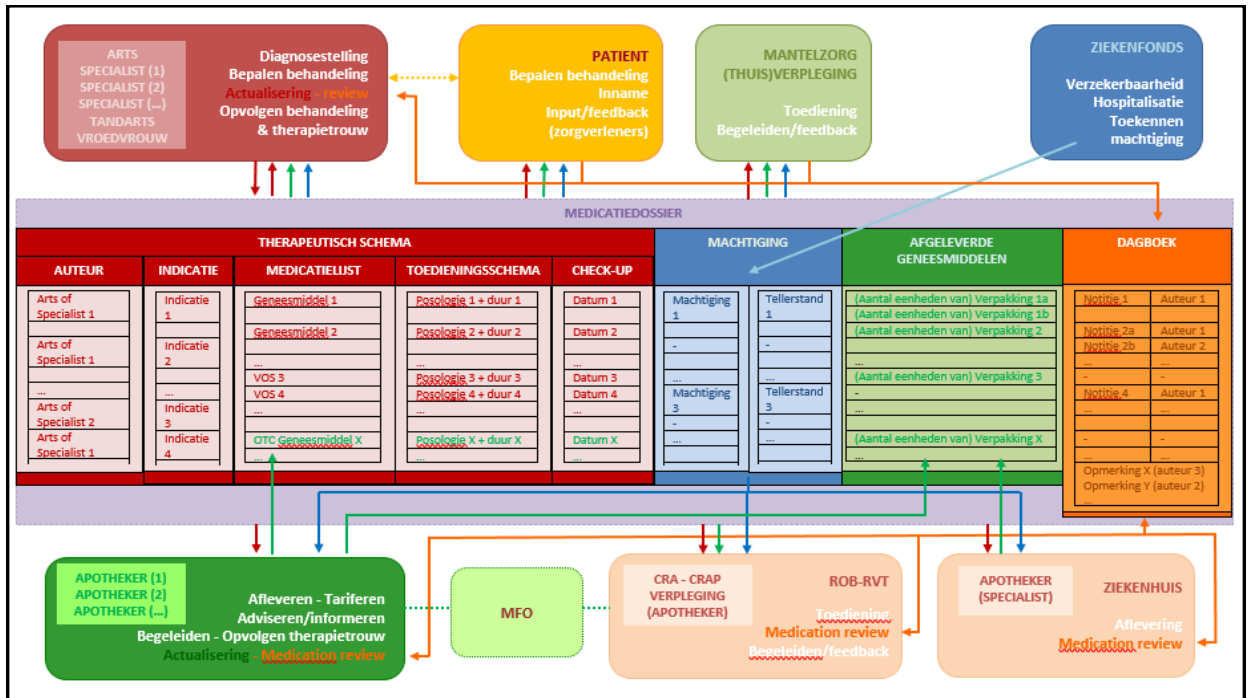 ARTS
SPECIALIST (1)
SPECIALIST (2)
SPECIALIST (...)
TANDARTS
VROEDVROUW
Diagnosestelling
Bepalen behandeling
Actualisering - review
Opvolgen behandeling
& therapietrouw
PATIENT
Bepalen behandeling
Inname
Input/feedback
(zorgverleners)
MANTELZORG
(THUIS)VERPLEGING
Toediening
Begeleiden/feedback
ZIEKENFONDS
Verzekerbaarheid
Hospitalisatie
Toekennen
machtiging
MEDICATIEDOSSIER
THERAPEUTISCH SCHEMA
AUTEUR
Arts of
Specialist 1
Arts of
Specialist 1
...
Arts of
Specialist 2
Arts of
Specialist 1
INDICATIE
Indicatie
1
Indicatie
2
...
Indicatie
3
Indicatie
4
MEDICATIELIJST
Geneesmiddel 1
Geneesmiddel 2
...
VOS 3
VOS 4
...
OTC Geneesmiddel X
...
TOEDIENINGSSCHEMA
Posologie 1 + duur 1
Posologie 2 + duur 2
...
Posologie 3 + duur 3
Posologie 4 + duur 4
...
Posologie X + duur X
...
CHECK-UP
Datum 1
Datum 2
...
Datum 3
Datum 4
...
Datum X
...
MACHTIGING
Machtiging
1
-
...
Machtiging
3
-
...
Tellerstand
1
-
...
Tellerstand
3
-
...
AFGELEVERDE
GENEESMIDDELEN
(Aantal eenheden van) Verpakking 1a
(Aantal eenheden van) Verpakking 1b
(Aantal eenheden van) Verpakking 2
...
(Aantal eenheden van) Verpakking 3
-
...
(Aantal eenheden van) Verpakking X
...
DAGBOEK
Notitie 1 Auteur 1
Notitie 2a Auteur 1
Notitie 2b Auteur 2
... ...
- -
Notitie 4 Auteur 1
... ...
- -
... ...
Opmerking X (auteur 3)
Opmerking Y (auteur 2)
...
APOTHEKER (1)
APOTHEKER (2)
APOTHEKER (...)
Afleveren - Tariferen
Adviseren/informeren
Begeleiden - Opvolgen therapietrouw
Actualisering - Medication review
MFO
CRA - CRAP
VERPLEGING
(APOTHEKER)
ROB-RVT
Toediening
Medication review
Begeleiden/feedback
APOTHEKER
(SPECIALIST)
ZIEKENHUIS
Aflevering
Medication review